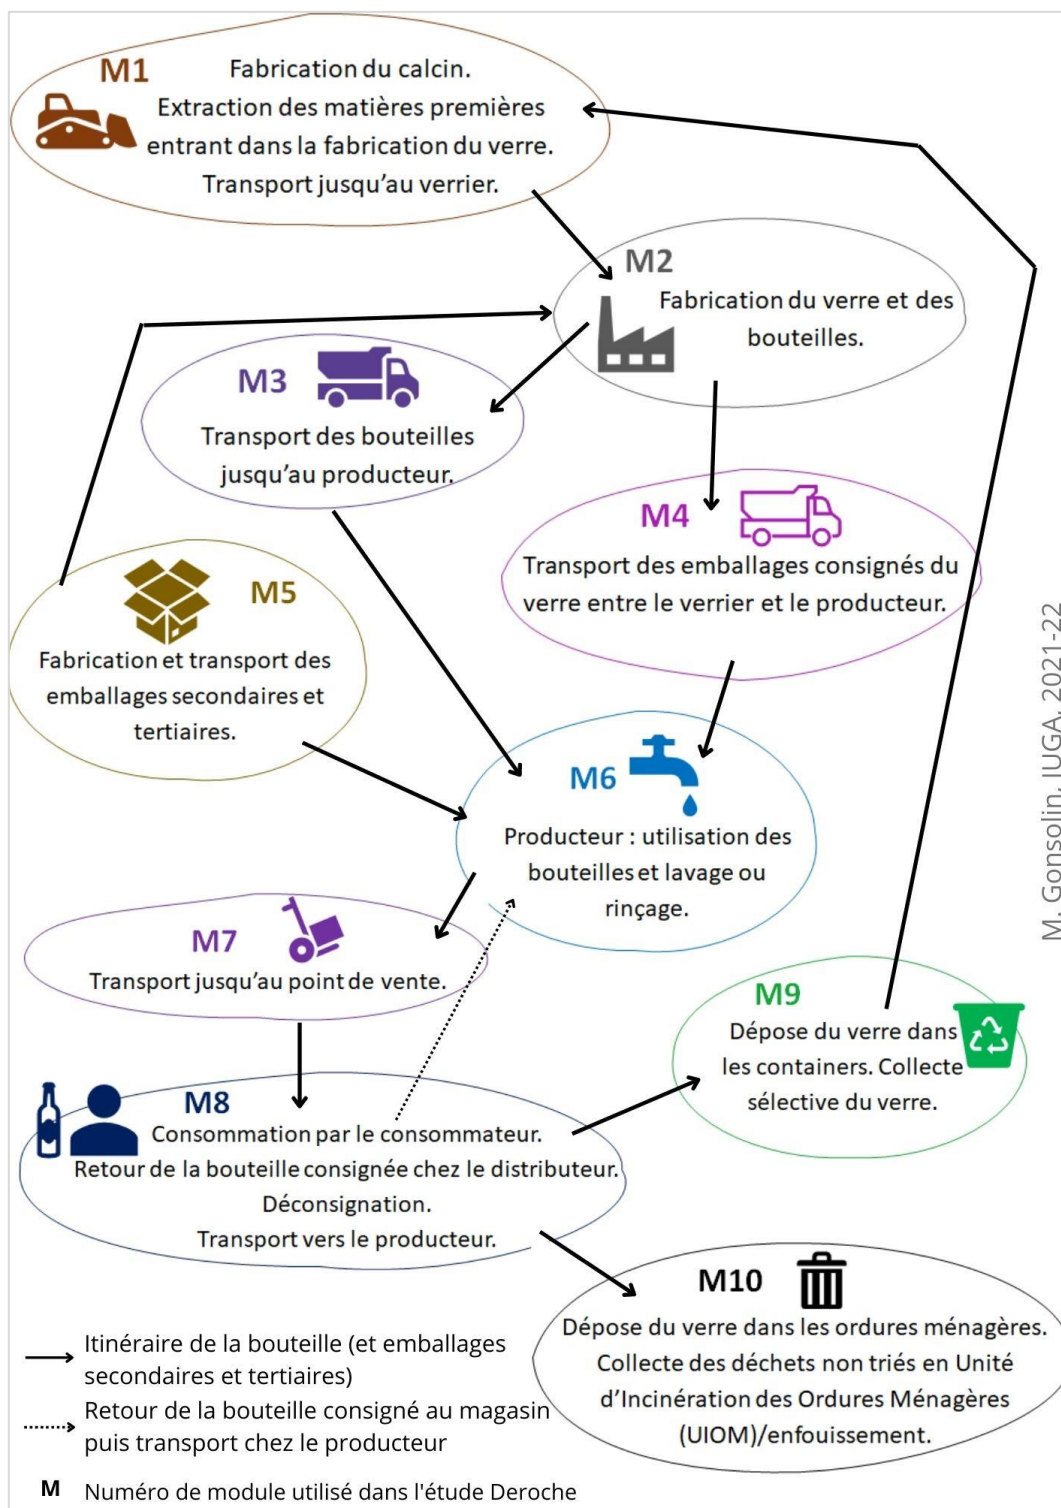 M1
Fabrication du calcin.
Extraction des matières premières
entrant dans la fabrication du verre.
Transport jusqu'au verrier.
M2
Fabrication du verre et des
bouteilles.
M3
Transport des bouteilles
jusqu'au producteur.
M4
Transport des emballages consignés du
verre entre le verrier et le producteur.
M5
Fabrication et transport des
emballages secondaires et
tertiaires.
M6
Producteur : utilisation des
bouteilles et lavage ou
rinçage.
M7
Transport jusqu'au point de vente.
M8
Consommation par le consommateur.
Retour de la bouteille consignée chez le distributeur.
Déconsignation.
Transport vers le producteur.
M9
Dépose du verre dans
les containers. Collecte
sélective du verre.
M10
Dépose du verre dans les ordures ménagères.
Collecte des déchets non triés en Unité
d'Incinération des Ordures Ménagères
(UIOM)/enfouissement.
Itinéraire de la bouteille (et emballages
secondaires et tertiaires)
Retour de la bouteille consigné au magasin
puis transport chez le producteur
M Numéro de module utilisé dans l'étude Deroche
M. Gonsolin, IUGA, 2021-22